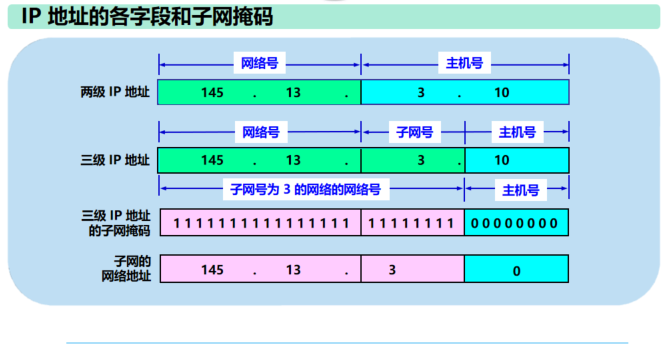 IP 地址的各字段和子网掩码
网络号 主机号
两级 IP 地址 145 . 13 . 3 . 10
网络号 子网号 主机号
三级 IP 地址 145 . 13 . 3 . 10
子网号为 3 的网络的网络号 主机号
三级 IP 地址
的子网掩码 1 1 1 1 1 1 1 1 1 1 1 1 1 1 1 1 1 1 1 1 1 1 1 1 0 0 0 0 0 0 0 0
子网的
网络地址 145 . 13 . 3 0